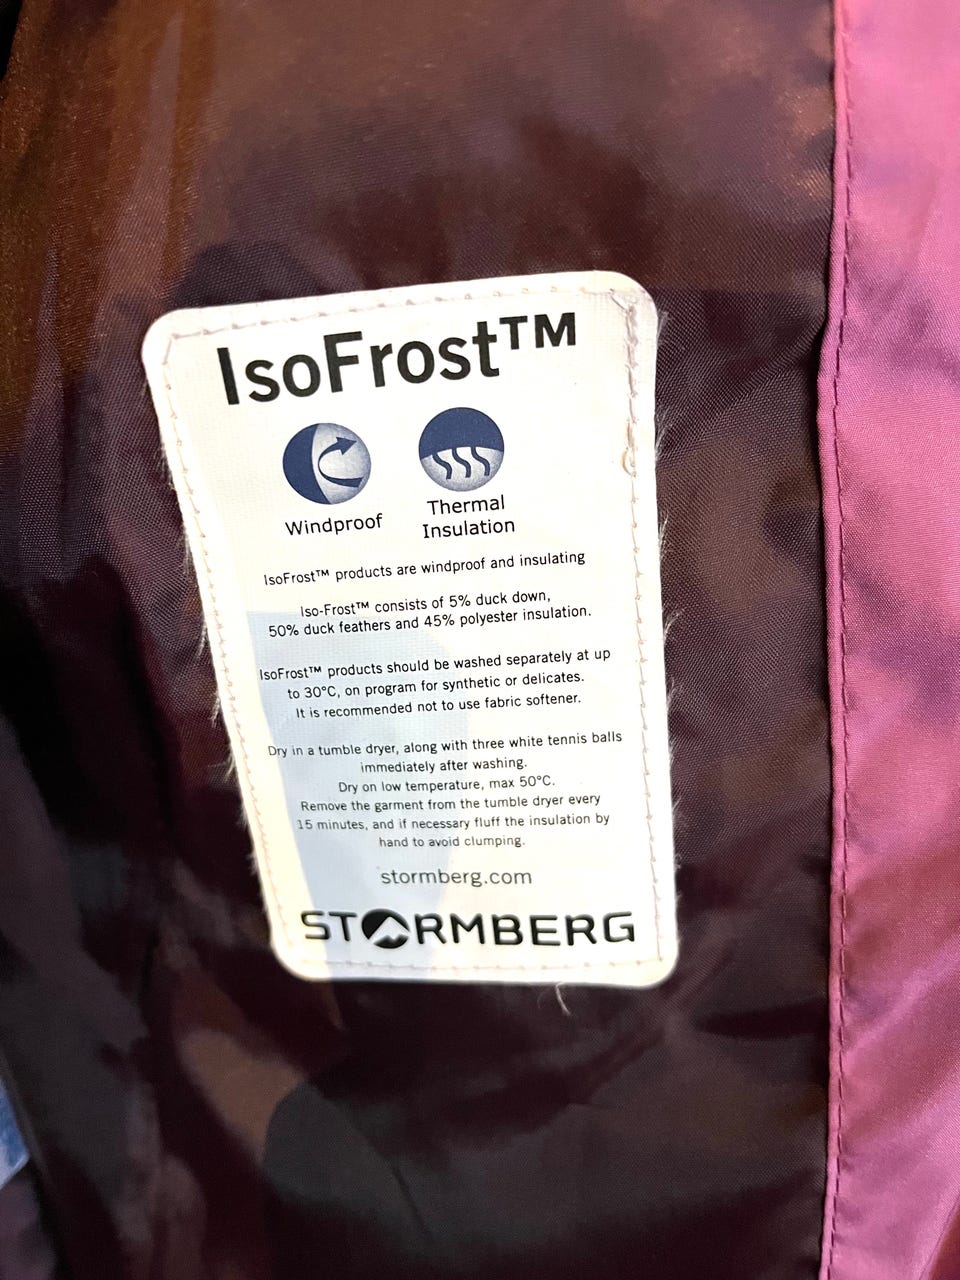 IsoFrost™
Windproof
Thermal
Insulation
IsoFrost™ products are windproof and insulating
Iso-Frost™ consists of 5% duck down,
50% duck feathers and 45% polyester insulation.
IsoFrost™ products should be washed separately at up
to 30°C, on program for synthetic or delicates.
It is recommended not to use fabric softener.
Dry in a tumble dryer, along with three white tennis balls
immediately after washing.
Dry on low temperature, max 50°C.
Remove the garment from the tumble dryer every
15 minutes, and if necessary fluff the insulation by
hand to avoid clumping.
stormberg.com
STORMBERG